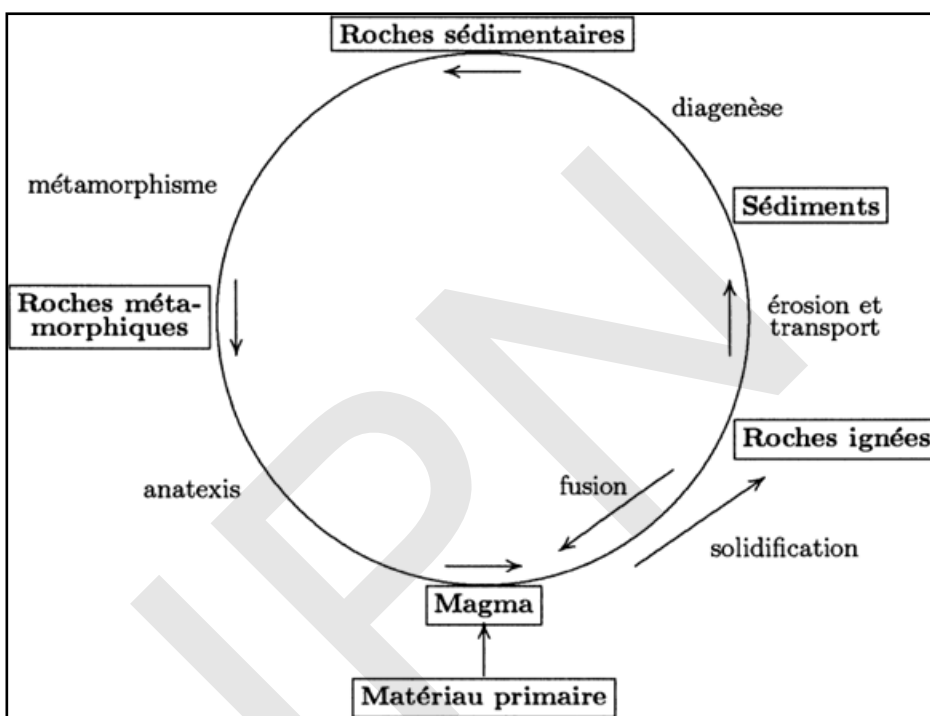 Roches sédimentaires
diagenèse
métamorphisme
Sédiments
Roches méta-
morphiques
érosion et
transport
Roches ignées
anatexis
fusion
solidification
Magma
Matériau primaire
IPN